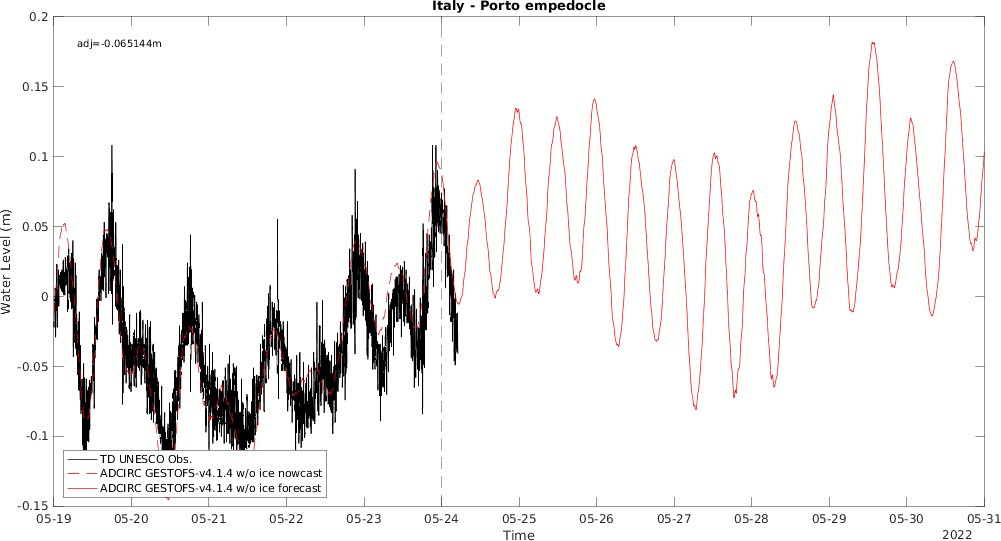 Italy - Porto empedocle
adj=-0.065144m
0.2
0.15
0.1
0.05
0
-0.05
-0.1
-0.15
Water Level (m)
TD UNESCO Obs.
ADCIRC GESTOFS-v4.1.4 w/o ice nowcast
ADCIRC GESTOFS-v4.1.4 w/o ice forecast
05-19 05-20 05-21 05-22 05-23 05-24 05-25 05-26 05-27 05-28 05-29 05-30 05-31
Time
2022